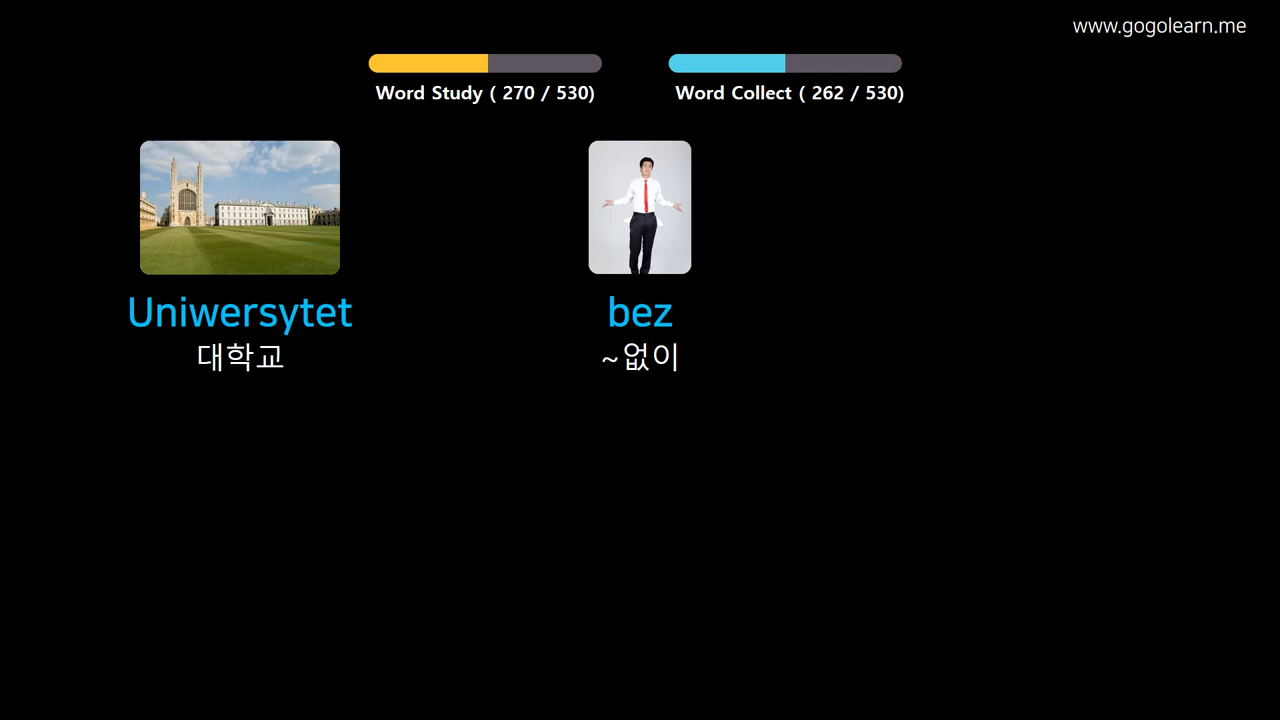 www.gogolearn.me
Word Study ( 270 / 530)
Word Collect ( 262 / 530)
Uniwersytet
대학교
bez
~없이